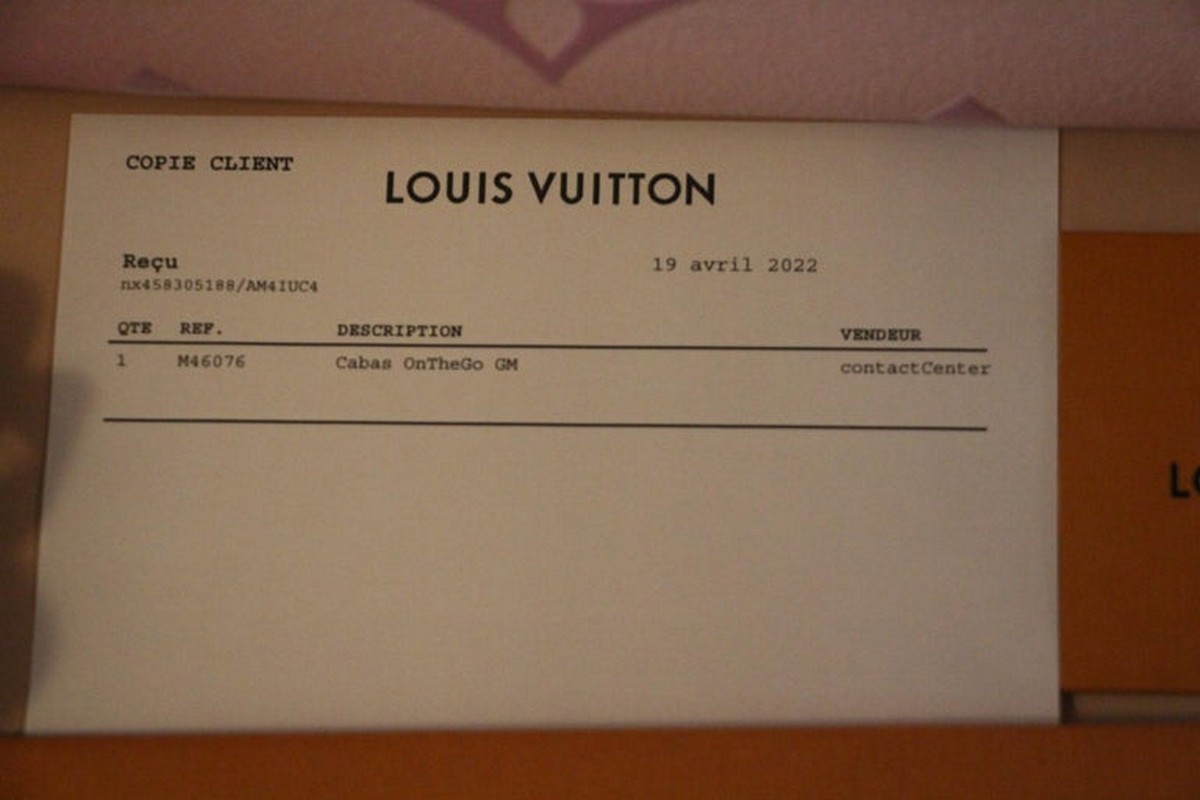 COPIE CLIENT
LOUIS VUITTON
Reçu
19 avril 2022
nx458305188/AM4IUC4
QTE REF. DESCRIPTION VENDEUR
1 M46076 Cabas OnTheGo GM contactCenter
LO